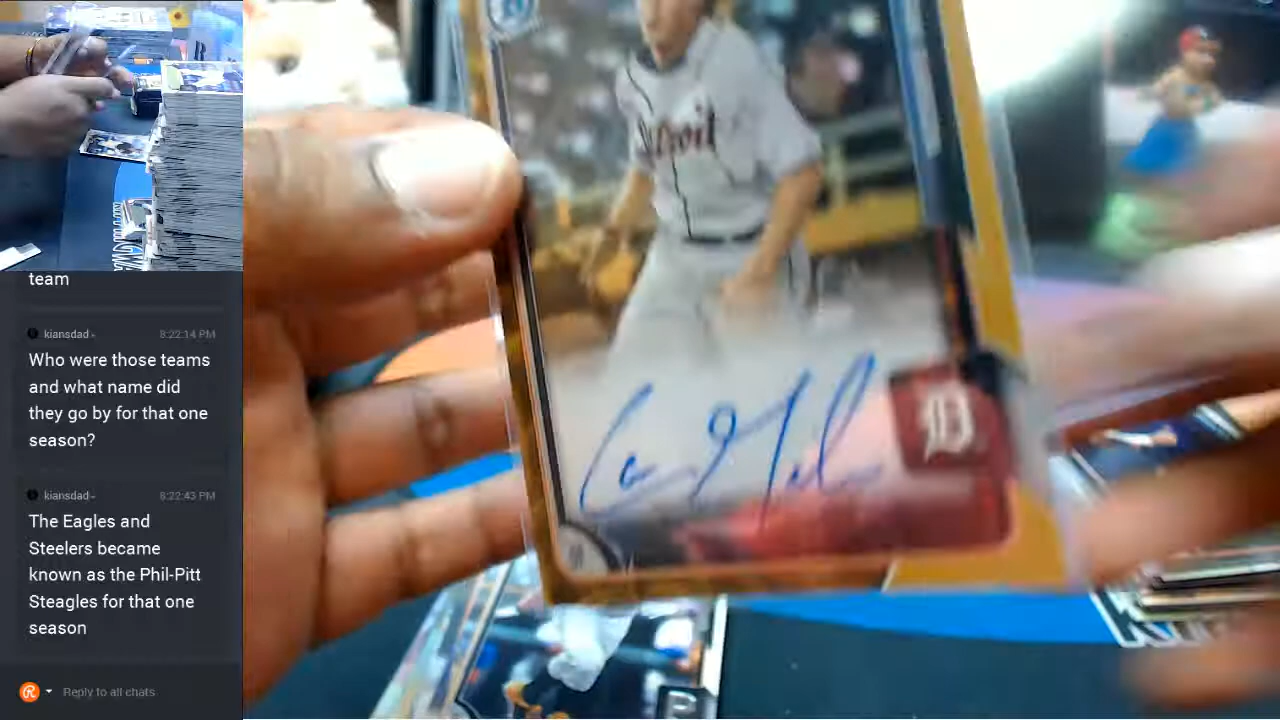 team
kiansdad-
8:22:14 PM
Who were those teams
and what name did
they go by for that one
season?
kiansdad-
8:22:43 PM
The Eagles and
Steelers became
known as the Phil-Pitt
Steagles for that one
season
Reply to all chats
Detroit
D